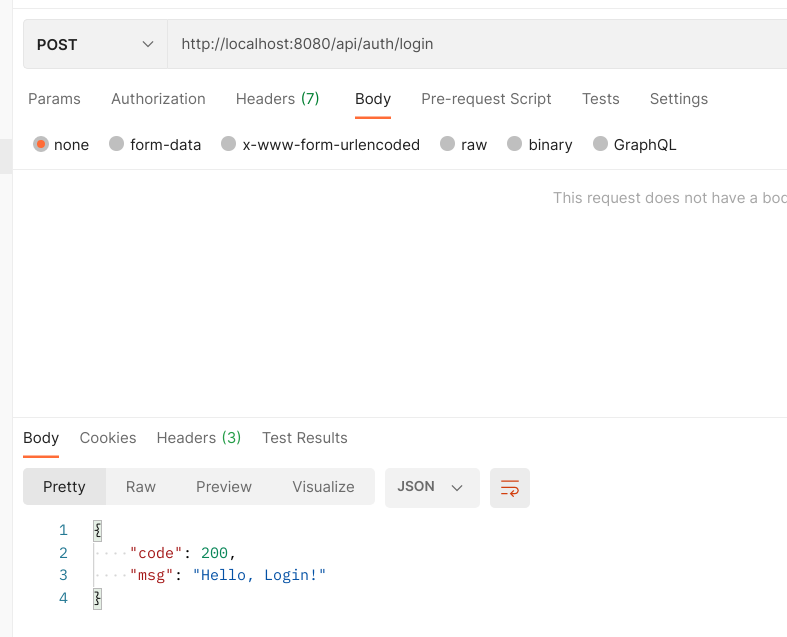 POST http://localhost:8080/api/auth/login
Params Authorization Headers (7) Body Pre-request Script Tests Settings
none form-data x-www-form-urlencoded raw binary GraphQL
This request does not have a bod
Body Cookies Headers (3) Test Results
Pretty Raw Preview Visualize JSON
1 {
2 "code": 200,
3 "msg": "Hello, Login!"
4 }